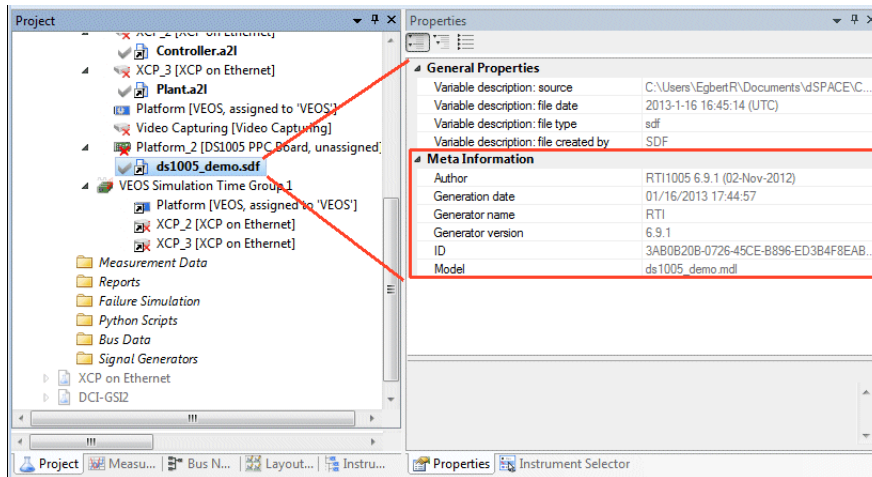 Project
XCP_2 [XCP on Ethernet]
Controller.a2l
XCP_3 [XCP on Ethernet]
Plant.a2l
Platform [VEOS, assigned to 'VEOS']
Video Capturing [Video Capturing]
Platform_2 [DS1005 PPC Board, unassigned]
ds1005_demo.sdf
VEOS Simulation Time Group 1
Platform [VEOS, assigned to 'VEOS']
XCP_2 [XCP on Ethernet]
XCP_3 [XCP on Ethernet]
Measurement Data
Reports
Failure Simulation
Python Scripts
Bus Data
Signal Generators
XCP on Ethernet
DCI-GSI2
Project Measu... Bus N... Layout... Instru...
Properties
General Properties
Variable description: source C:\Users\EgbertR\Documents\dSPACE\C...
Variable description: file date 2013-1-16 16:45:14 (UTC)
Variable description: file type sdf
Variable description: file created by SDF
Meta Information
Author RTI1005 6.9.1 (02-Nov-2012)
Generation date 01/16/2013 17:44:57
Generator name RTI
Generator version 6.9.1
ID 3AB0B20B-0726-45CE-B896-ED3B4F8EAB...
Model ds1005_demo.mdl
Properties Instrument Selector